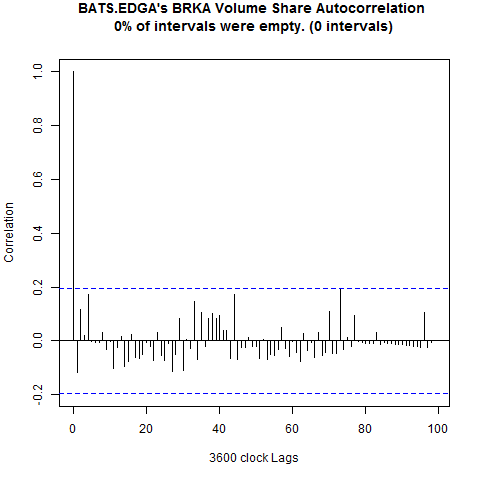 BATS.EDGA's BRKA Volume Share Autocorrelation
0% of intervals were empty. (0 intervals)
Correlation
1.0
0.8
0.6
0.4
0.2
0.0
-0.2
0 20 40 60 80 100
3600 clock Lags